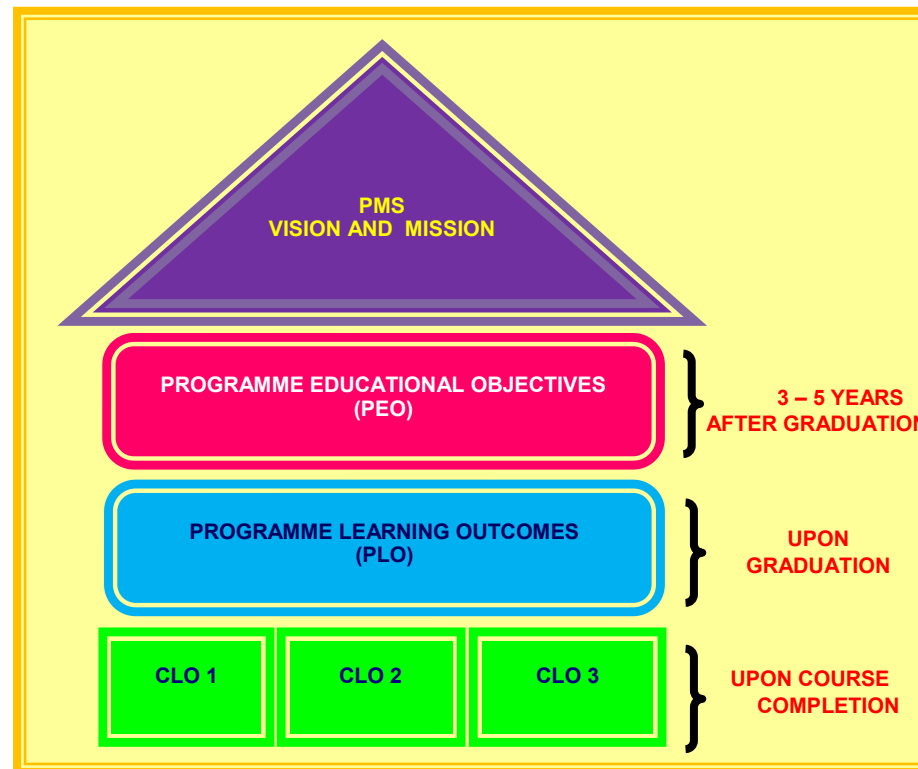 PMS
VISION AND MISSION
PROGRAMME EDUCATIONAL OBJECTIVES
(PEO)
3 – 5 YEARS
AFTER GRADUATION
PROGRAMME LEARNING OUTCOMES
(PLO)
UPON
GRADUATION
CLO 1
CLO 2
CLO 3
UPON COURSE
COMPLETION